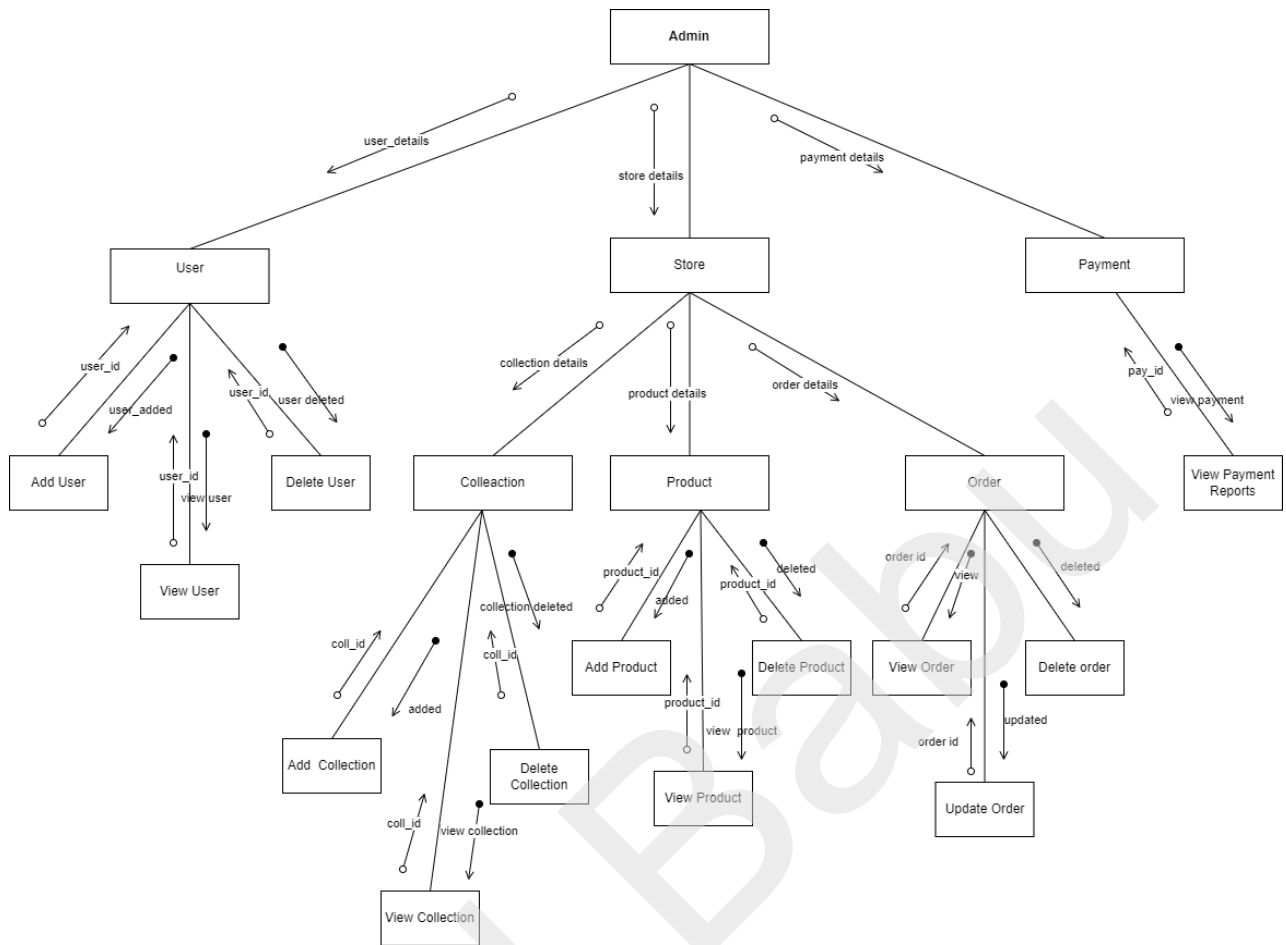 Admin
user_details
store details
payment details
User
Store
Payment
user_id
user_added
user_id
user deleted
user_id
view user
collection details
product details
order details
pay_id
view payment
Add User
Delete User
View User
Colleaction
Product
Order
View Payment
Reports
coll_id
added
collection deleted
coll_id
product_id
added
product_id
deleted
order id
view
deleted
Add Product
Delete Product
View Order
Delete order
product_id
view product
order id
updated
Add Collection
Delete
Collection
View Product
Update Order
coll_id
view collection
View Collection
Babu